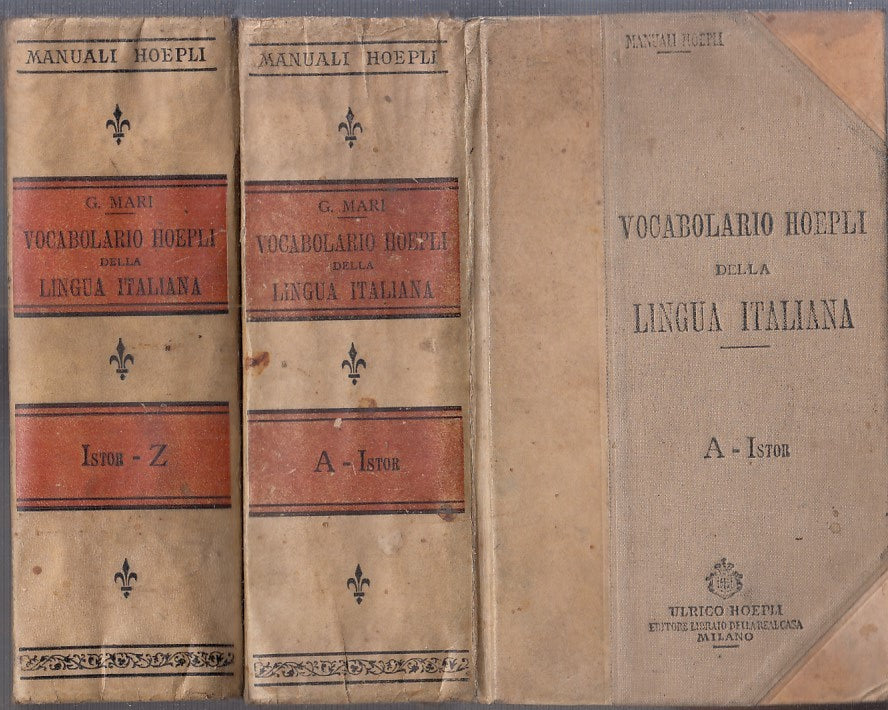 MANUALI HOEPLI
G. MARI
VOCABOLARIO HOEPLI
DELLA
LINGUA ITALIANA
ISTOR - Z
MANUALI HOEPLI
G. MARI
VOCABOLARIO HOEPLI
DELLA
LINGUA ITALIANA
A - ISTOR
MANUALI HOEPLI
VOCABOLARIO HOEPLI
DELLA
LINGUA ITALIANA
A - ISTOR
ULRICO HOEPLI
EDITORE LIBRAIO DELLA REAL CASA
MILANO